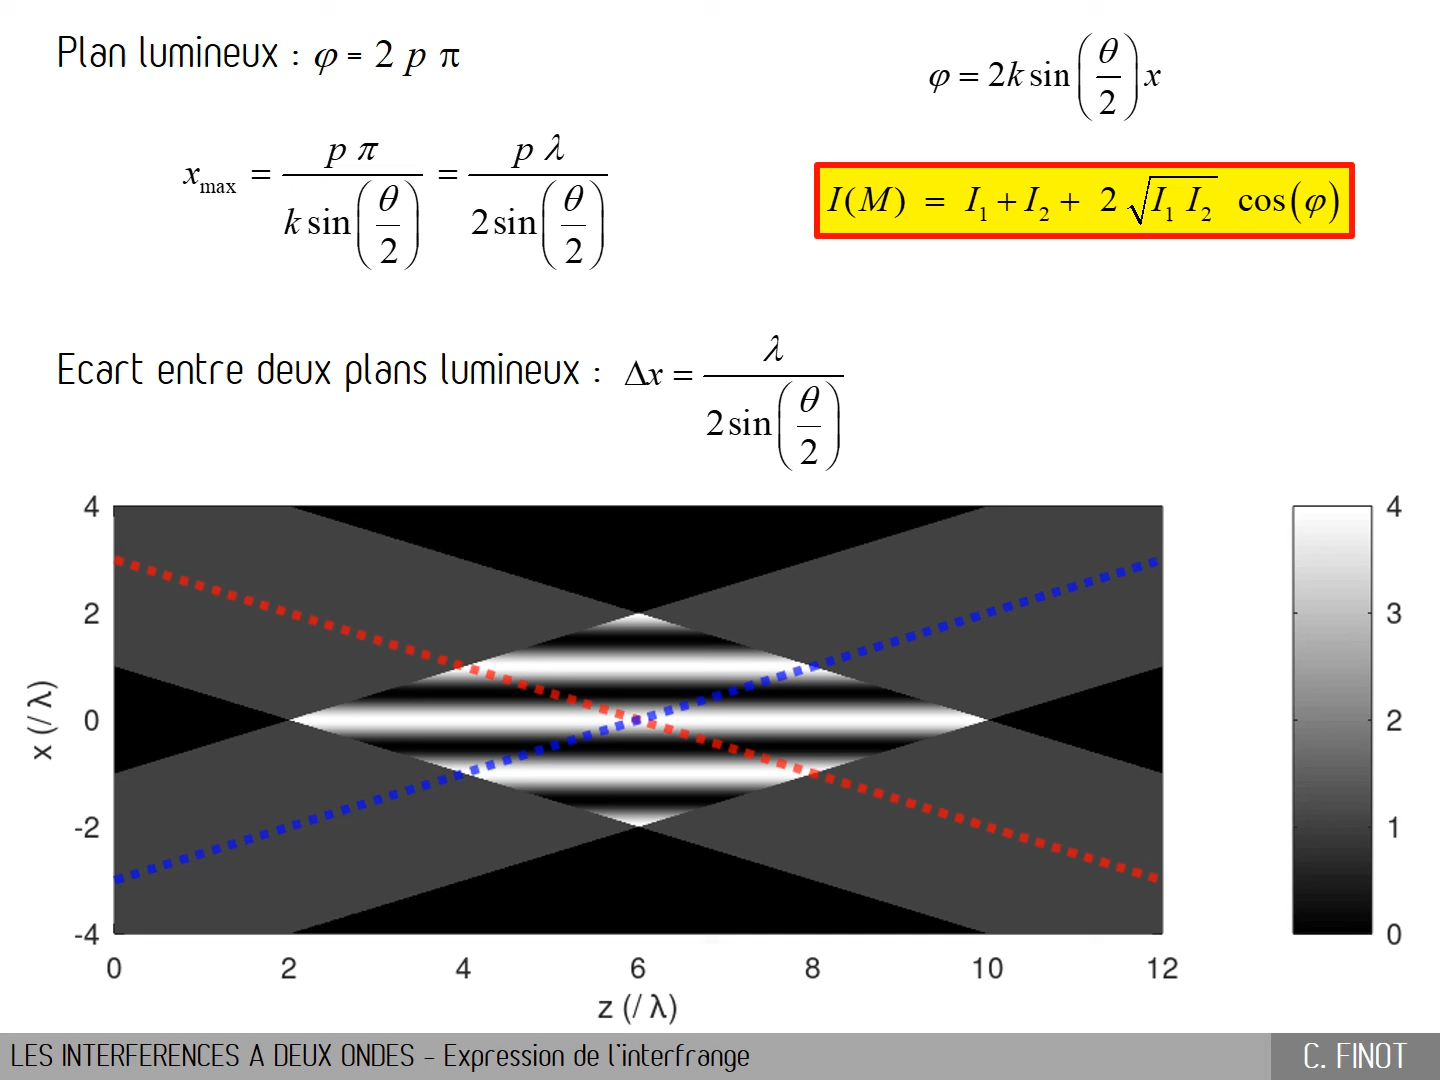 Plan lumineux : φ = 2 p π
φ = 2k sin(θ/2) x
x_max = p π / (k sin(θ/2)) = p λ / (2 sin(θ/2))
I(M) = I₁ + I₂ + 2 √(I₁ I₂) cos(φ)
Ecart entre deux plans lumineux : Δx = λ / (2 sin(θ/2))
4
2
0
-2
-4
x (/ λ)
0 2 4 6 8 10 12
z (/ λ)
4
3
2
1
0
LES INTERFERENCES A DEUX ONDES - Expression de l'interfrange
C. FINOT